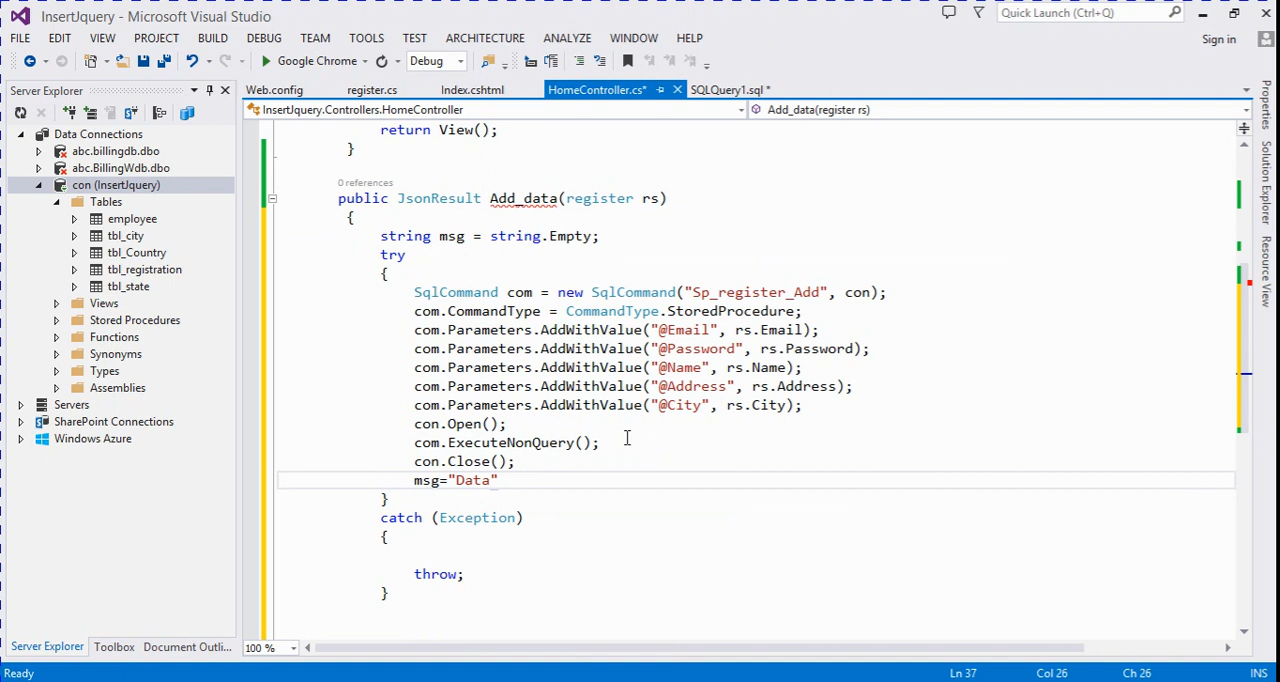 InsertJquery - Microsoft Visual Studio
Quick Launch (Ctrl+Q)
FILE EDIT VIEW PROJECT BUILD DEBUG TEAM TOOLS TEST ARCHITECTURE ANALYZE WINDOW HELP
Sign in
Google Chrome Debug
Server Explorer
Web.config register.cs Index.cshtml HomeController.cs* SQLQuery1.sql *
InsertJquery.Controllers.HomeController Add_data(register rs)
Data Connections
abc.billingdb.dbo
abc.BillingWdb.dbo
con (InsertJquery)
Tables
employee
tbl_city
tbl_Country
tbl_registration
tbl_state
Views
Stored Procedures
Functions
Synonyms
Types
Assemblies
Servers
SharePoint Connections
Windows Azure
return View();
}
0 references
public JsonResult Add_data(register rs)
{
string msg = string.Empty;
try
{
SqlCommand com = new SqlCommand("Sp_register_Add", con);
com.CommandType = CommandType.StoredProcedure;
com.Parameters.AddWithValue("@Email", rs.Email);
com.Parameters.AddWithValue("@Password", rs.Password);
com.Parameters.AddWithValue("@Name", rs.Name);
com.Parameters.AddWithValue("@Address", rs.Address);
com.Parameters.AddWithValue("@City", rs.City);
con.Open();
com.ExecuteNonQuery();
con.Close();
msg="Data"
}
catch (Exception)
{
throw;
}
Properties
Solution Explorer
Resource View
Server Explorer Toolbox Document Outli...
100 %
Ready Ln 37 Col 26 Ch 26 INS